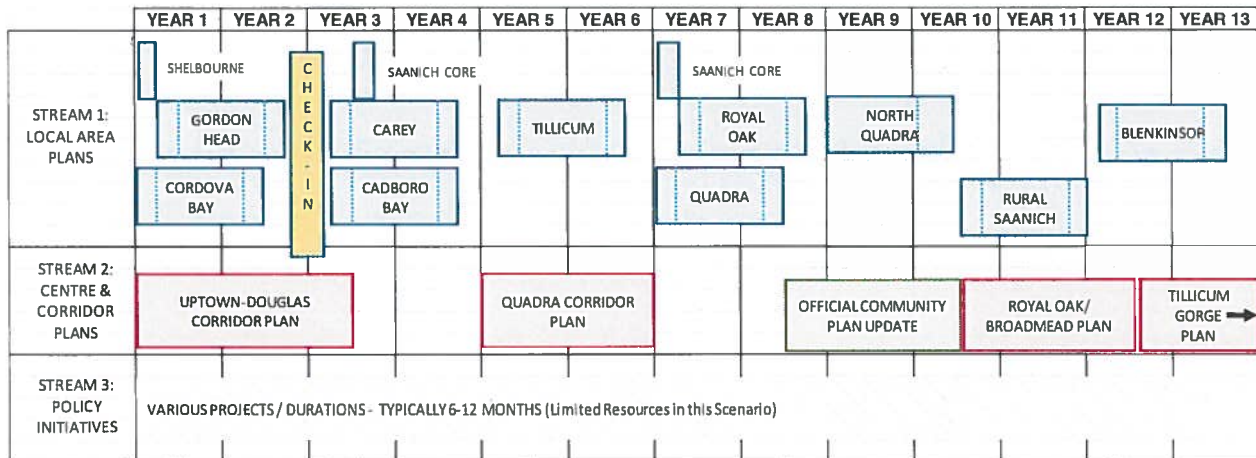 YEAR 1 YEAR 2 YEAR 3 YEAR 4 YEAR 5 YEAR 6 YEAR 7 YEAR 8 YEAR 9 YEAR 10 YEAR 11 YEAR 12 YEAR 13
STREAM 1:
LOCAL AREA
PLANS
SHELBOURNE
GORDON
HEAD
CORDOVA
BAY
CHECK-IN
SAANICH CORE
CAREY
CADBORO
BAY
TILLICUM
SAANICH CORE
ROYAL
OAK
QUADRA
NORTH
QUADRA
RURAL
SAANICH
BLENKINSOP
STREAM 2:
CENTRE &
CORRIDOR
PLANS
UPTOWN-DOUGLAS
CORRIDOR PLAN
QUADRA CORRIDOR
PLAN
OFFICIAL COMMUNITY
PLAN UPDATE
ROYAL OAK/
BROADMEAD PLAN
TILLICUM
GORGE
PLAN
STREAM 3:
POLICY
INITIATIVES
VARIOUS PROJECTS / DURATIONS - TYPICALLY 6-12 MONTHS (Limited Resources in this Scenario)